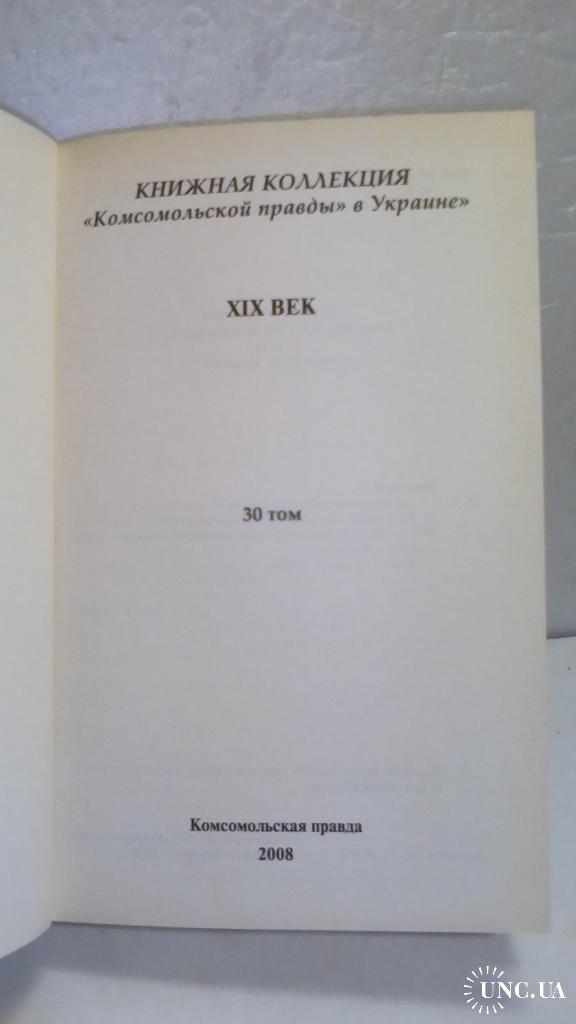 КНИЖНАЯ КОЛЛЕКЦИЯ
«Комсомольской правды» в Украине»
XIX ВЕК
30 том
Комсомольская правда
2008
UNC.UA